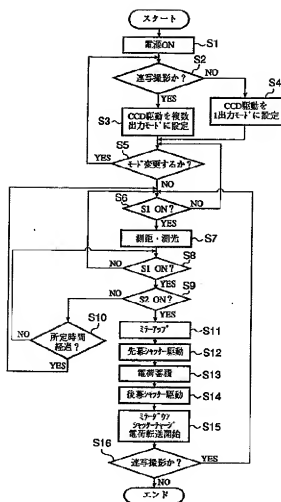 スタート
電源ON
S1
S2
連写撮影か?
NO
S4
YES
CCD駆動を複数
出力モードに設定
S3
CCD駆動を
1出力モードに設定
S5
YES
モード変更するか?
NO
S6
S1 ON?
NO
YES
測距・測光
S7
S8
NO
S1 ON?
YES
S9
NO
S2 ON?
YES
S10
NO
所定時間
経過?
YES
ミラーアップ
S11
先幕シャッター駆動
S12
電荷蓄積
S13
後幕シャッター駆動
S14
ミラーダウン
シャッターチャージ
電荷転送開始
S15
S16
連写撮影か?
YES
NO
エンド